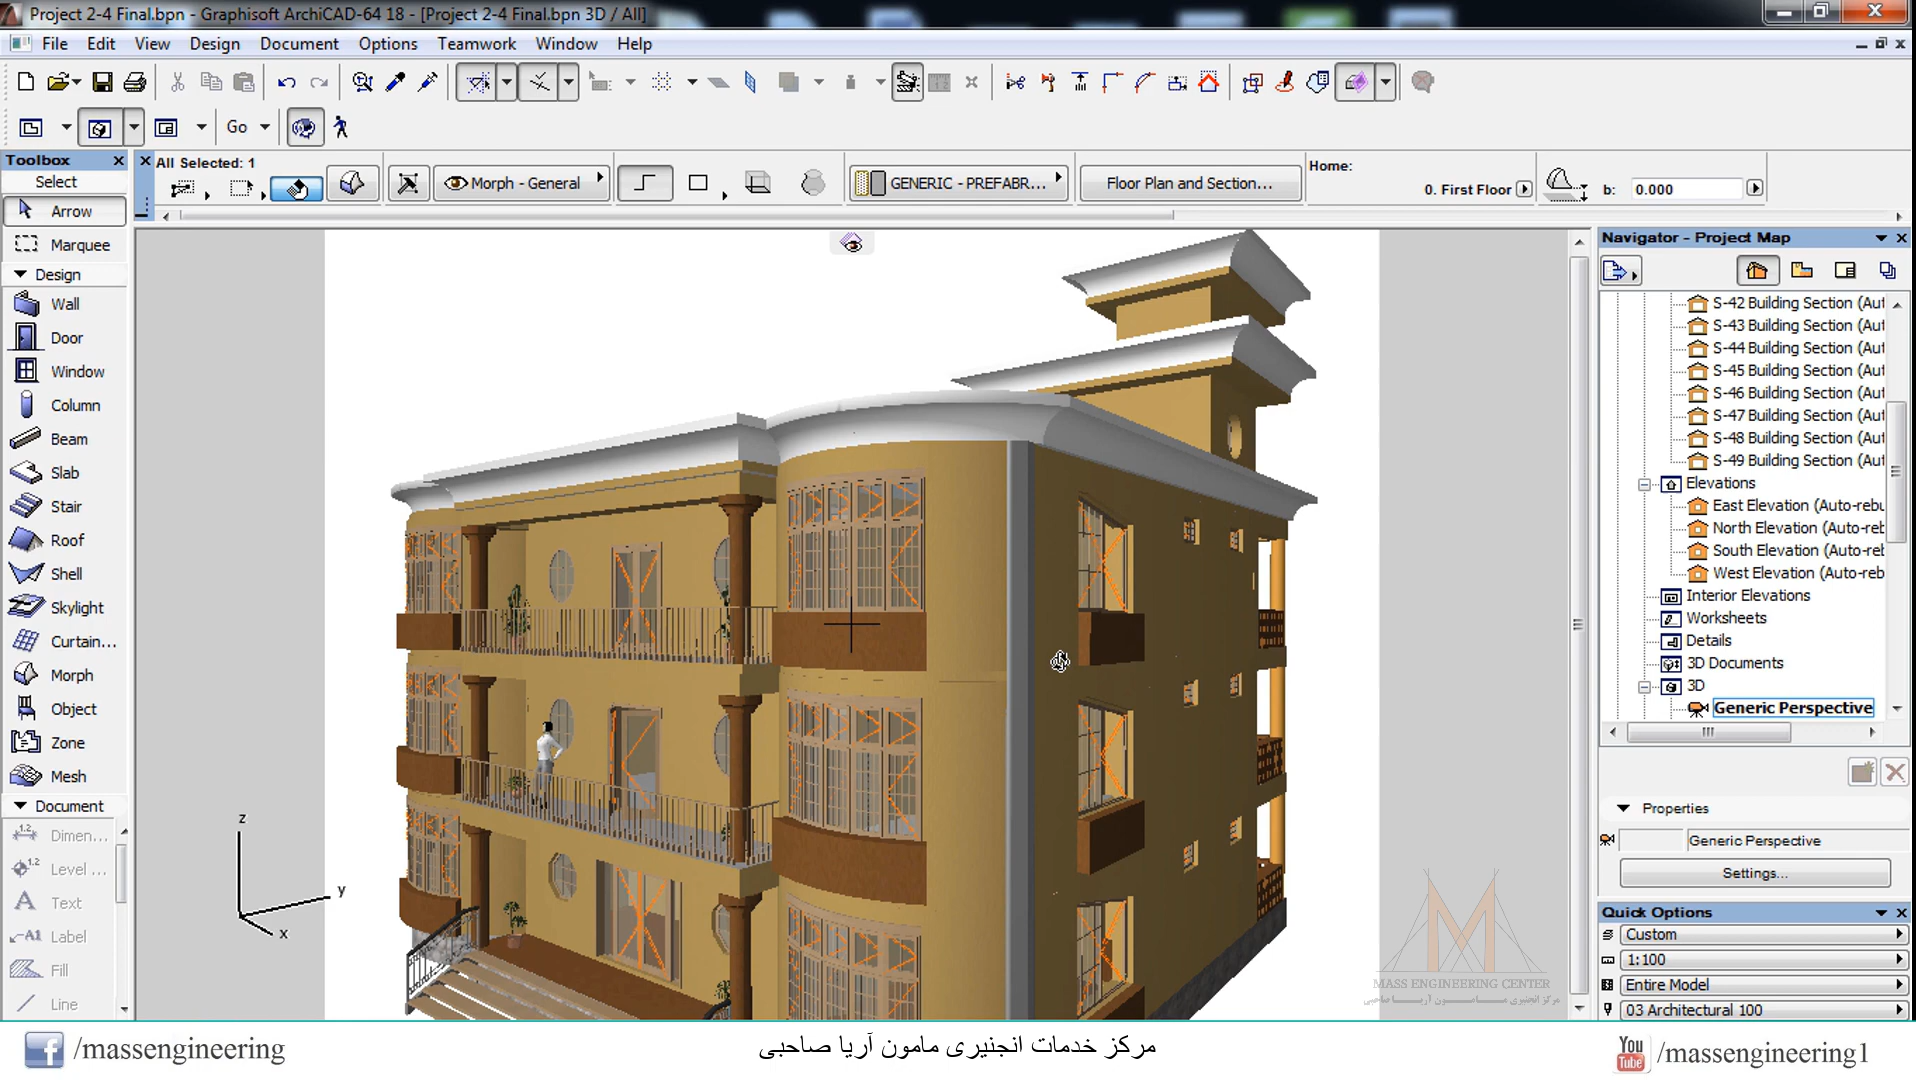 Project 2-4 Final.bpn - Graphisoft ArchiCAD-64 18 - [Project 2-4 Final.bpn 3D / All]
File Edit View Design Document Options Teamwork Window Help
Go
Toolbox
All Selected: 1
Home:
Select
Morph - General
GENERIC - PREFABR...
Floor Plan and Section...
0. First Floor
b: 0.000
Arrow
Marquee
Design
Wall
Door
Window
Column
Beam
Slab
Stair
Roof
Shell
Skylight
Curtain...
Morph
Object
Zone
Mesh
Document
Dimen...
Level ...
Text
Label
Fill
Line
z
y
x
Navigator - Project Map
S-42 Building Section (Aut
S-43 Building Section (Aut
S-44 Building Section (Aut
S-45 Building Section (Aut
S-46 Building Section (Aut
S-47 Building Section (Aut
S-48 Building Section (Aut
S-49 Building Section (Aut
Elevations
East Elevation (Auto-rebu
North Elevation (Auto-reb
South Elevation (Auto-reb
West Elevation (Auto-reb
Interior Elevations
Worksheets
Details
3D Documents
3D
Generic Perspective
Properties
Generic Perspective
Settings...
Quick Options
Custom
1:100
Entire Model
03 Architectural 100
MASS ENGINEERING CENTER
مرکز انجنیری مامون آریا صاحبی
/massengineering
مرکز خدمات انجنیری مامون آریا صاحبی
You Tube
/massengineering1